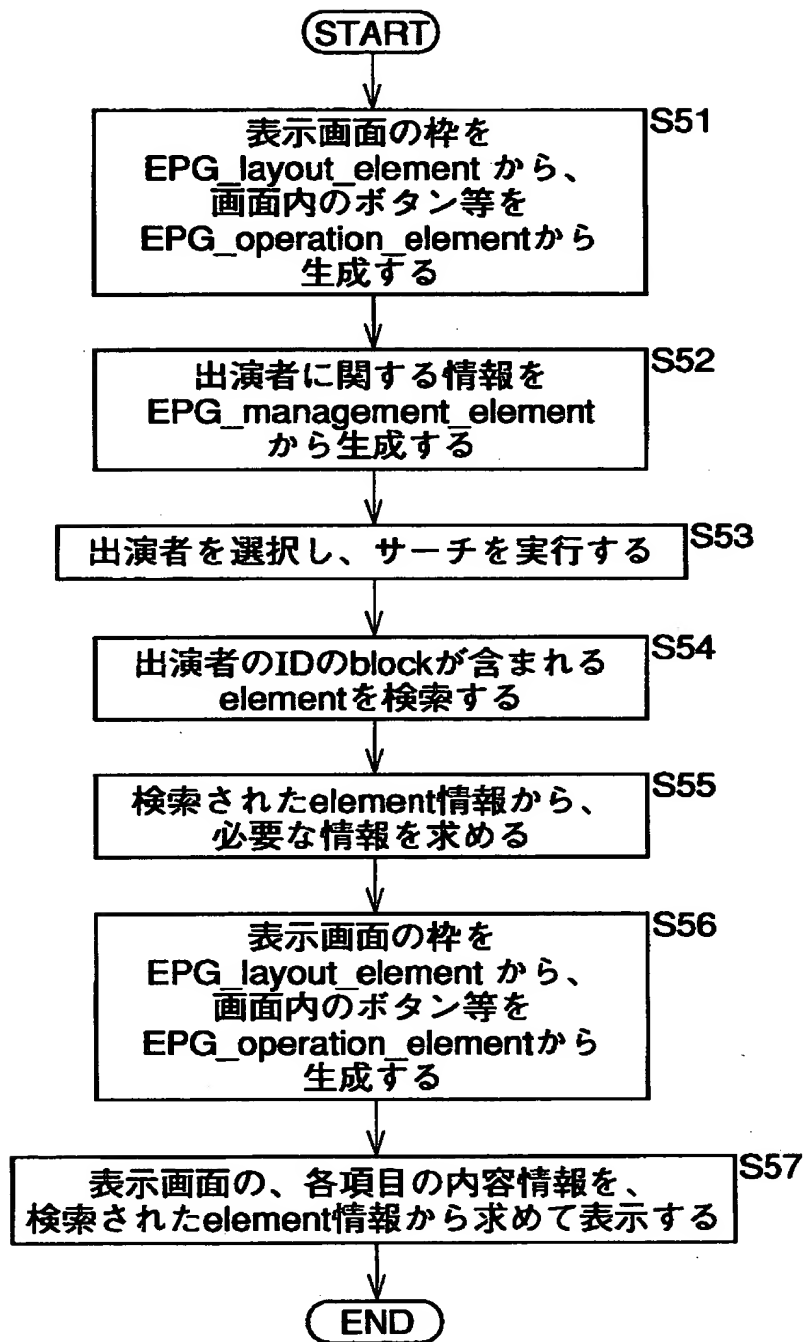 START
S51
表示画面の枠を
EPG_layout_element から、
画面内のボタン等を
EPG_operation_elementから
生成する
S52
出演者に関する情報を
EPG_management_element
から生成する
S53
出演者を選択し、サーチを実行する
S54
出演者のIDのblockが含まれる
elementを検索する
S55
検索されたelement情報から、
必要な情報を求める
S56
表示画面の枠を
EPG_layout_element から、
画面内のボタン等を
EPG_operation_elementから
生成する
S57
表示画面の、各項目の内容情報を、
検索されたelement情報から求めて表示する
END